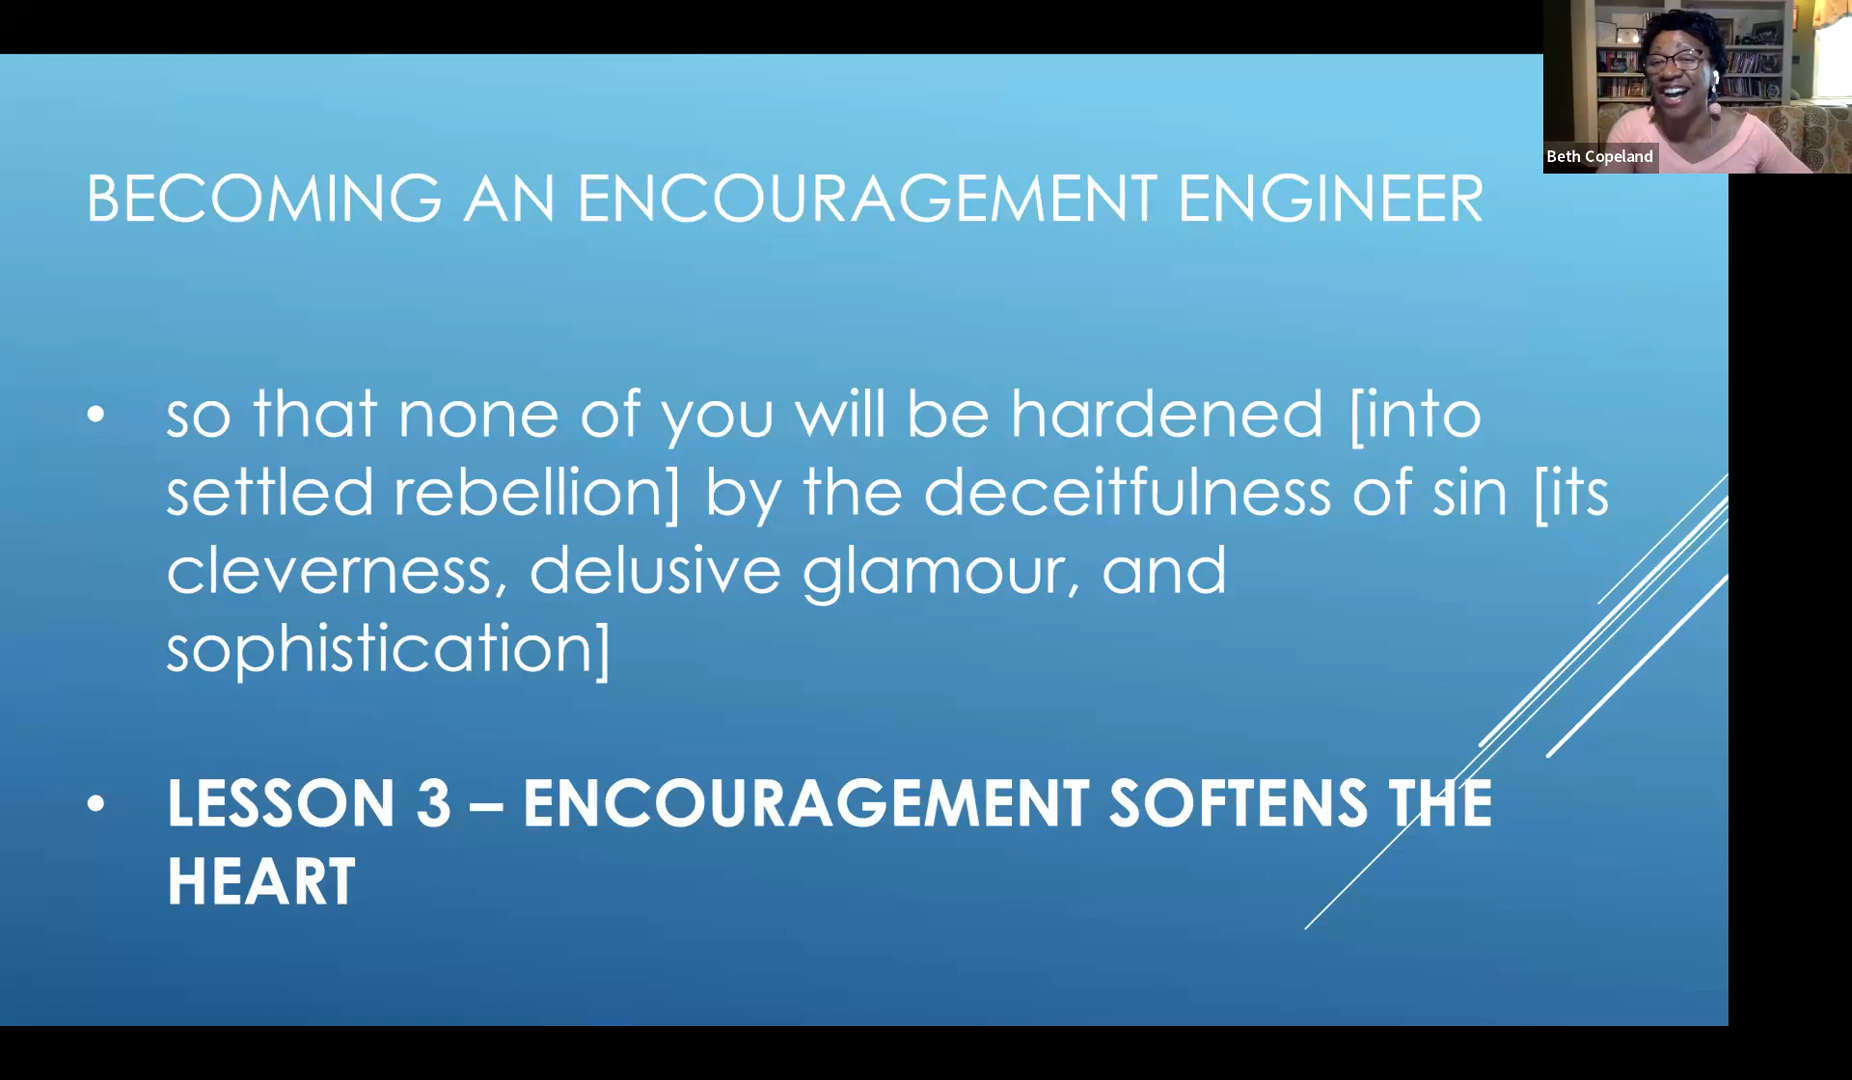 Beth Copeland
BECOMING AN ENCOURAGEMENT ENGINEER
• so that none of you will be hardened [into
settled rebellion] by the deceitfulness of sin [its
cleverness, delusive glamour, and
sophistication]
• LESSON 3 – ENCOURAGEMENT SOFTENS THE
HEART